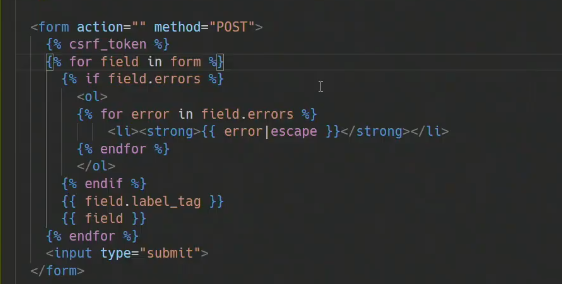 <form action="" method="POST">
{% csrf_token %}
{% for field in form %}
{% if field.errors %}
<ol>
{% for error in field.errors %}
<li><strong>{{ error|escape }}</strong></li>
{% endfor %}
</ol>
{% endif %}
{{ field.label_tag }}
{{ field }}
{% endfor %}
<input type="submit">
</form>